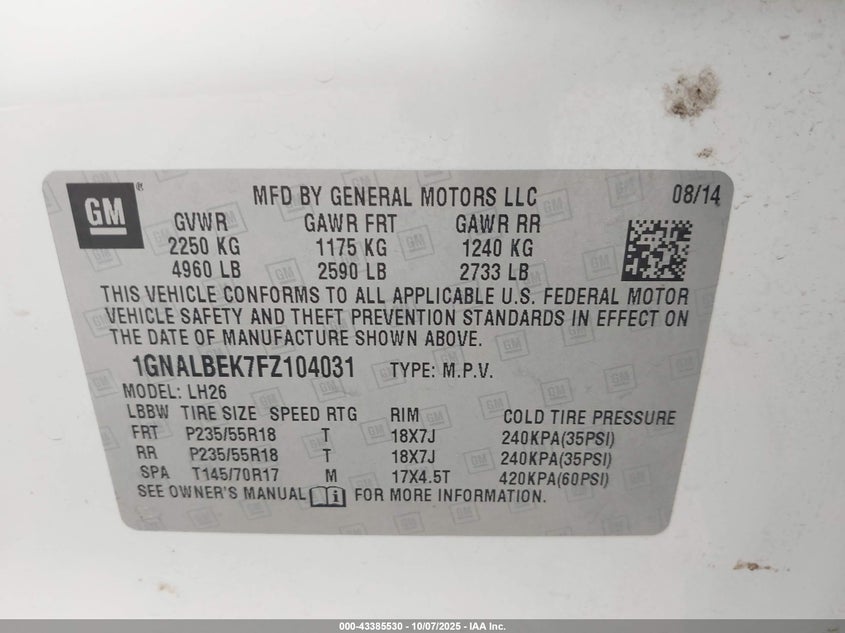 GM ®
MFD BY GENERAL MOTORS LLC 08/14
GVWR GAWR FRT GAWR RR
2250 KG 1175 KG 1240 KG
4960 LB 2590 LB 2733 LB
THIS VEHICLE CONFORMS TO ALL APPLICABLE U.S. FEDERAL MOTOR
VEHICLE SAFETY AND THEFT PREVENTION STANDARDS IN EFFECT ON
THE DATE OF MANUFACTURE SHOWN ABOVE.
1GNALBEK7FZ104031 TYPE: M.P.V.
MODEL: LH26
LBBW TIRE SIZE SPEED RTG RIM COLD TIRE PRESSURE
FRT P235/55R18 T 18X7J 240KPA(35PSI)
RR P235/55R18 T 18X7J 240KPA(35PSI)
SPA T145/70R17 M 17X4.5T 420KPA(60PSI)
SEE OWNER'S MANUAL i FOR MORE INFORMATION.
000-43385530 - 10/07/2025 - IAA Inc.